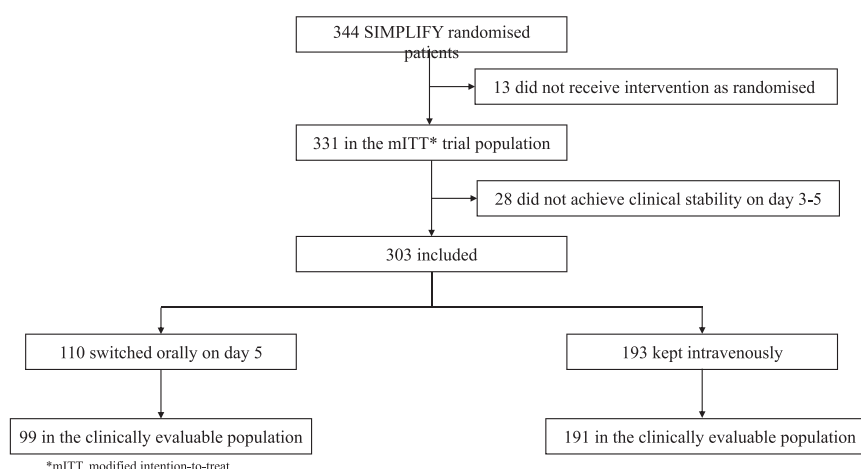 344 SIMPLIFY randomised
patients
13 did not receive intervention as randomised
331 in the mITT* trial population
28 did not achieve clinical stability on day 3-5
303 included
110 switched orally on day 5
193 kept intravenously
99 in the clinically evaluable population
191 in the clinically evaluable population
*mITT, modified intention-to-treat